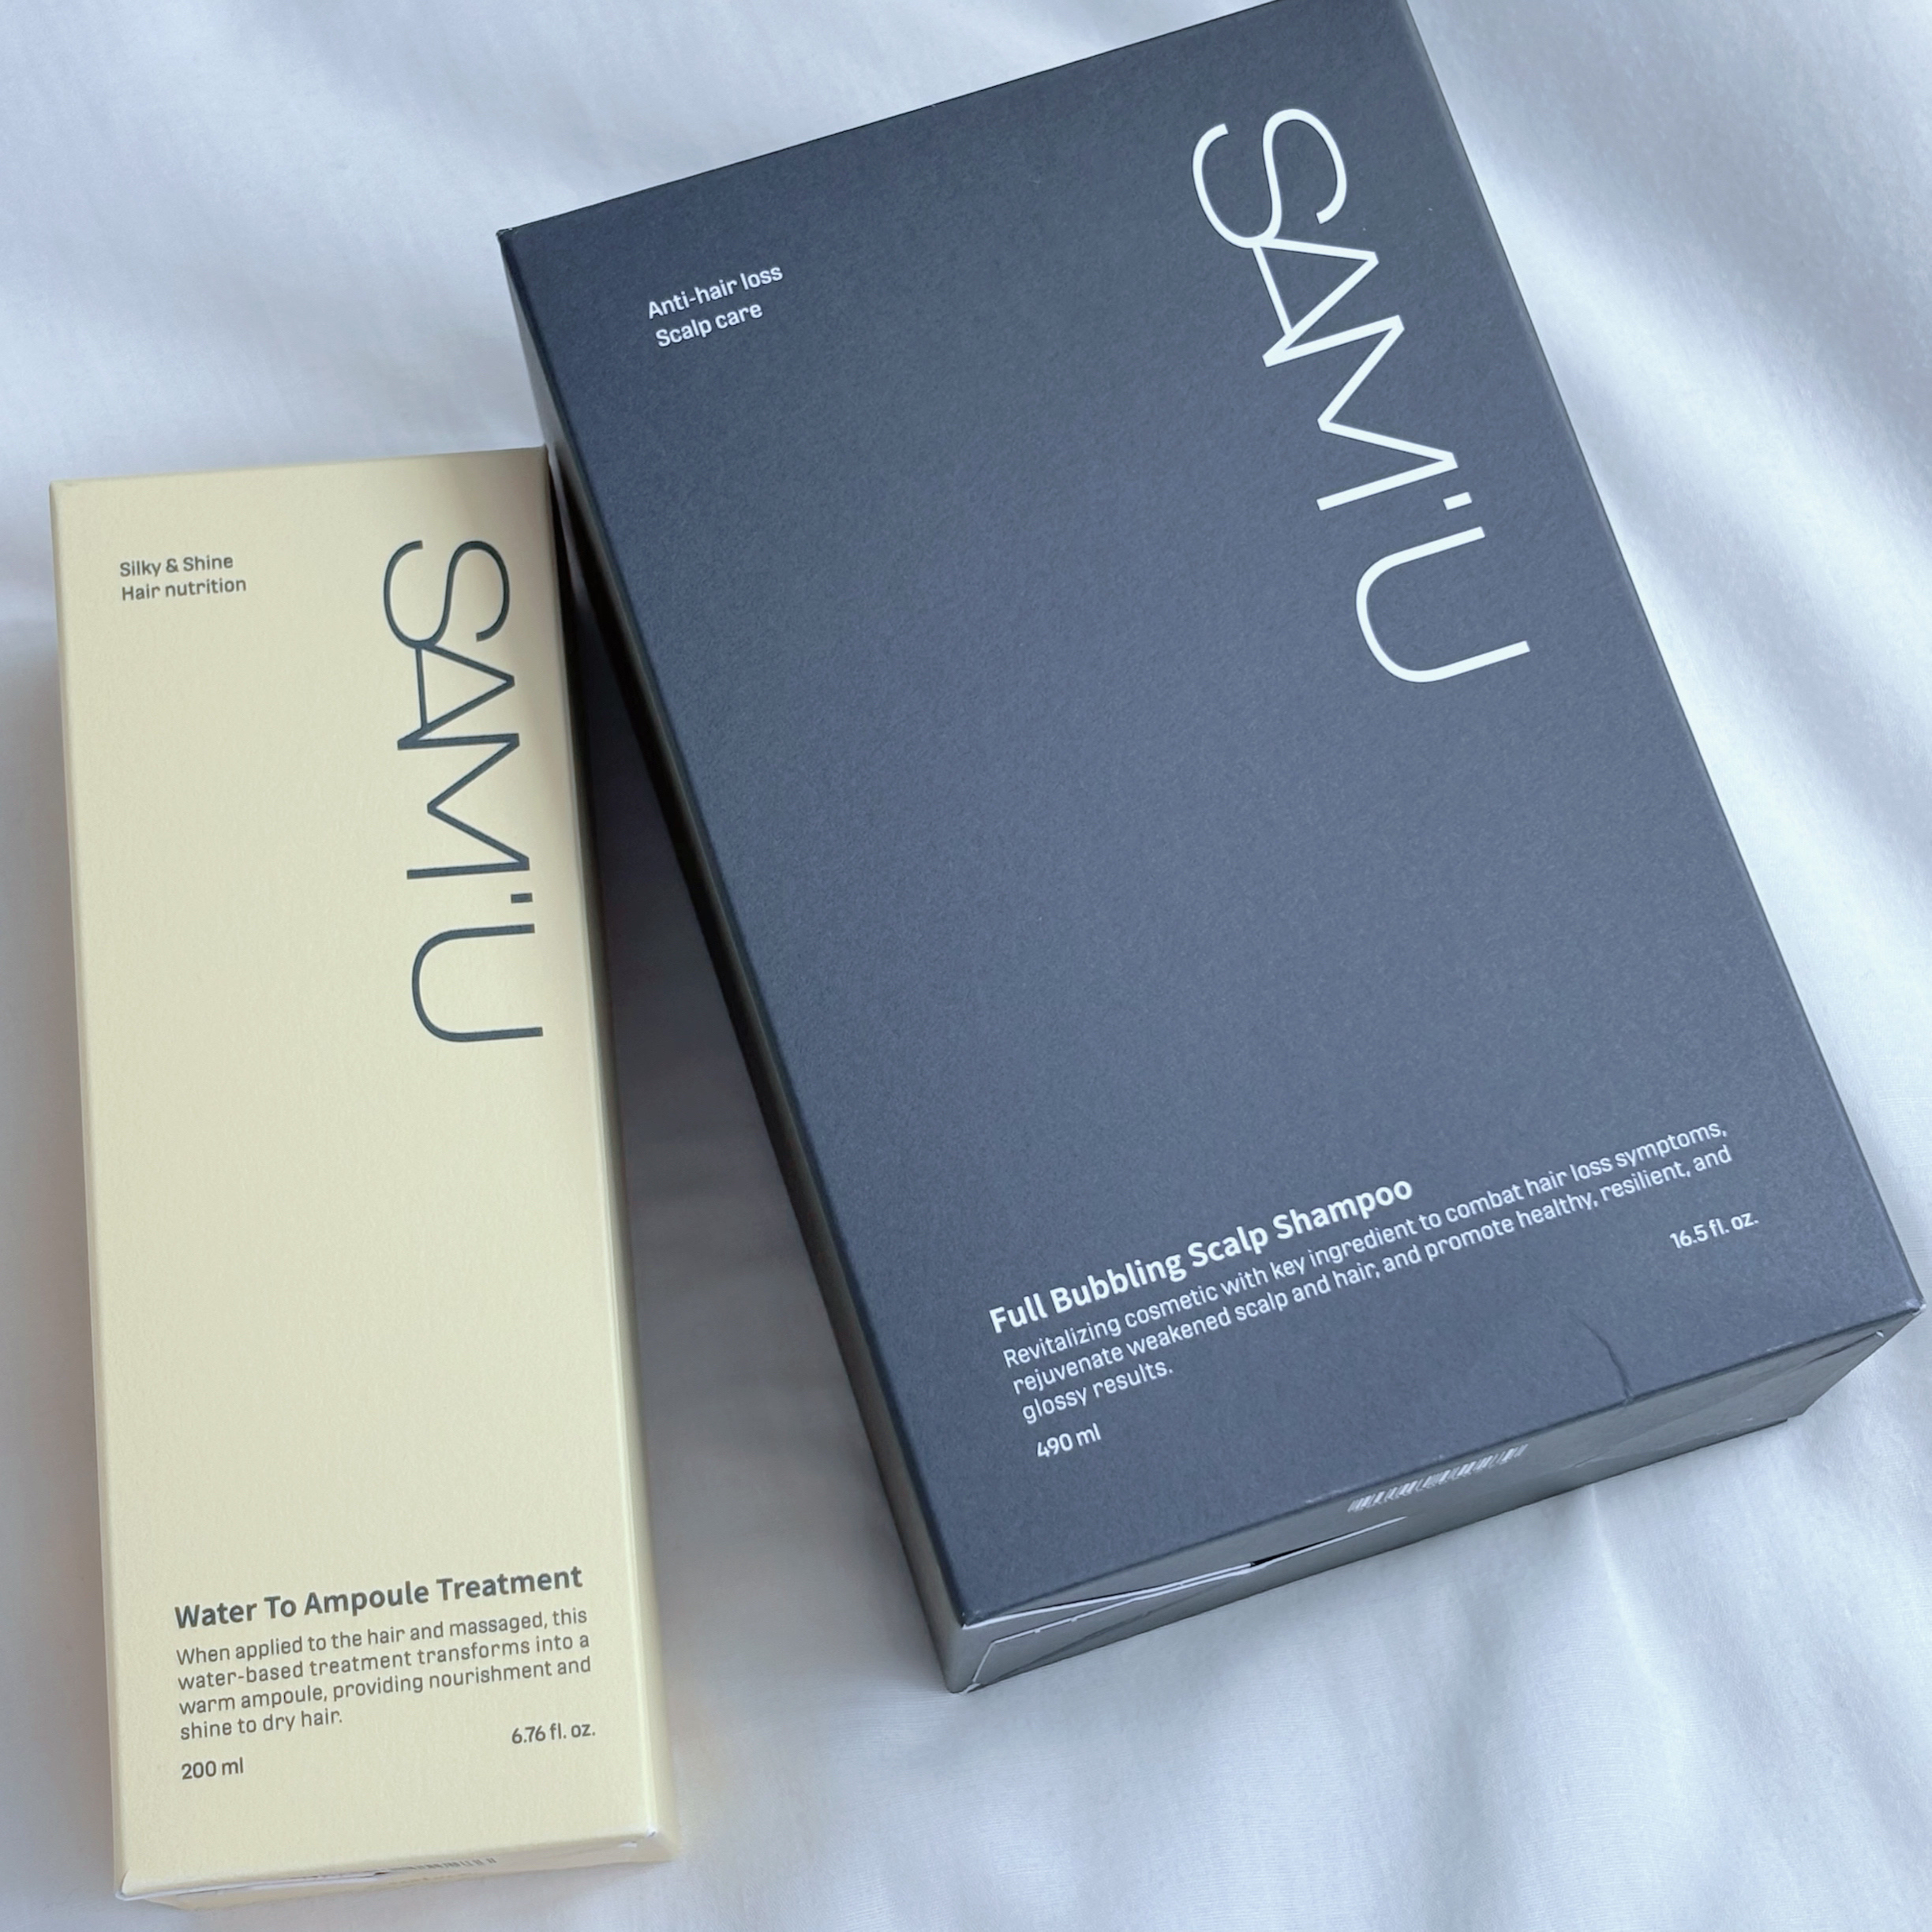 Silky & Shine
Hair nutrition
SAM'U
Water To Ampoule Treatment
When applied to the hair and massaged, this
water-based treatment transforms into a
warm ampoule, providing nourishment and
shine to dry hair.
200 ml
6.76 fl. oz.
Anti-hair loss
Scalp care
SAM'U
Full Bubbling Scalp Shampoo
Revitalizing cosmetic with key ingredient to combat hair loss symptoms,
rejuvenate weakened scalp and hair, and promote healthy, resilient, and
glossy results.
490 ml
16.5 fl. oz.